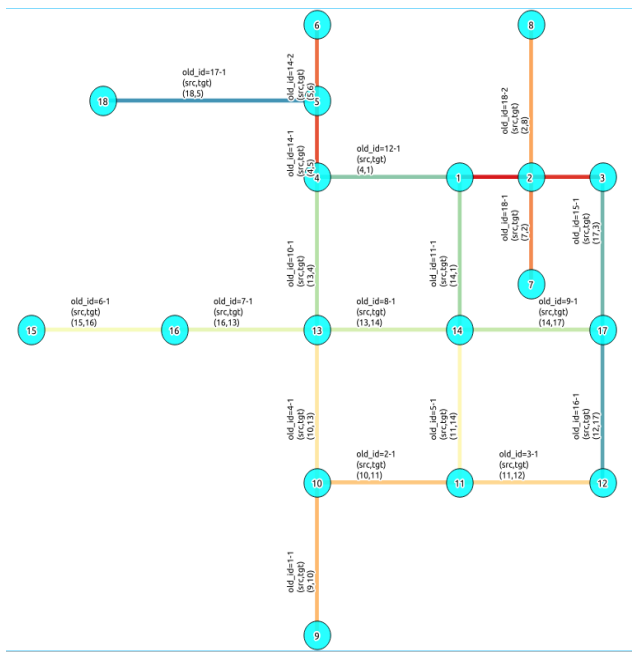 6
8
old_id=14-2
(src,tgt)
(5,6)
old_id=17-1
(src,tgt)
(18,5)
18
5
old_id=18-2
(src,tgt)
(2,8)
old_id=14-1
(src,tgt)
(4,5)
4
old_id=12-1
(src,tgt)
(4,1)
1
2
3
old_id=18-1
(src,tgt)
(7,2)
old_id=15-1
(src,tgt)
(17,3)
old_id=10-1
(src,tgt)
(13,4)
old_id=11-1
(src,tgt)
(14,1)
7
old_id=6-1
(src,tgt)
(15,16)
old_id=7-1
(src,tgt)
(16,13)
old_id=8-1
(src,tgt)
(13,14)
old_id=9-1
(src,tgt)
(14,17)
15
16
13
14
17
old_id=4-1
(src,tgt)
(10,13)
old_id=5-1
(src,tgt)
(11,14)
old_id=16-1
(src,tgt)
(12,17)
old_id=2-1
(src,tgt)
(10,11)
old_id=3-1
(src,tgt)
(11,12)
10
11
12
old_id=1-1
(src,tgt)
(9,10)
9